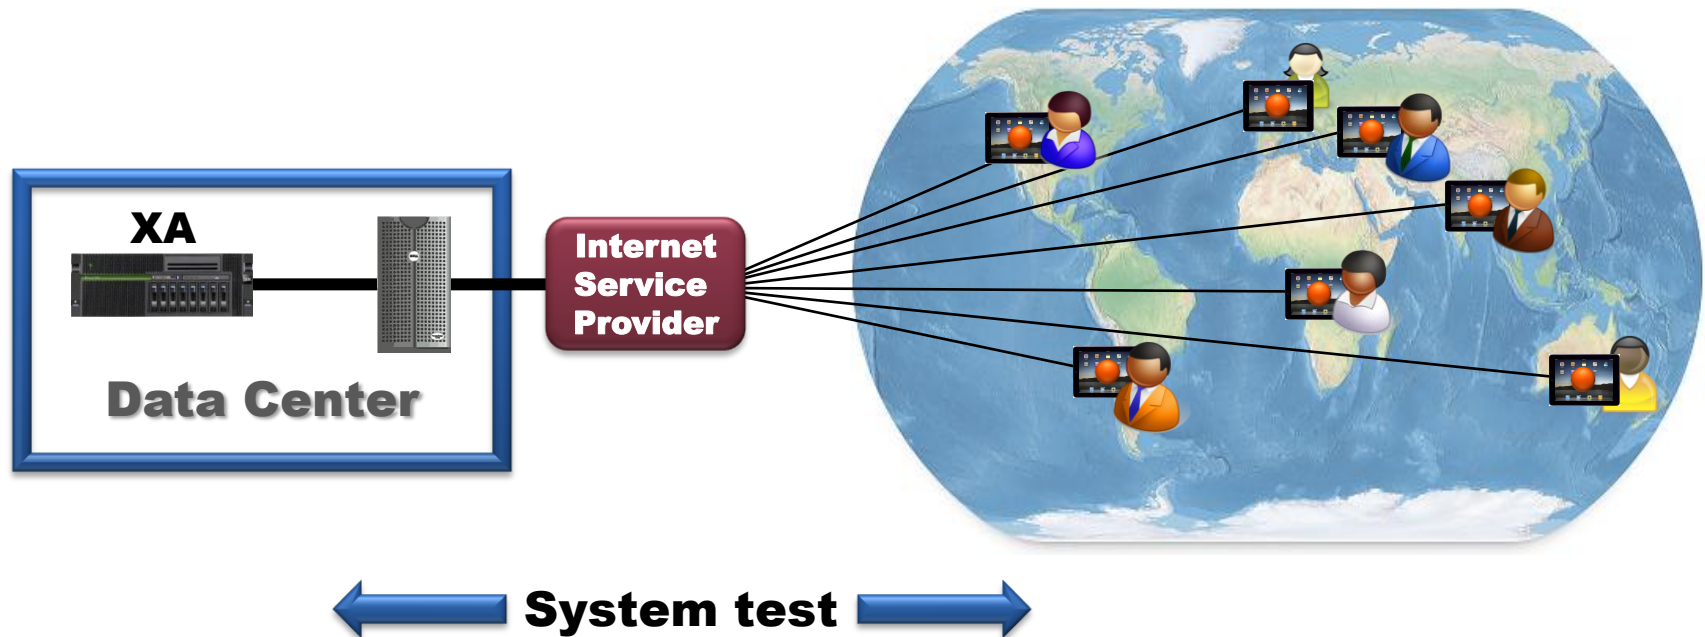 XA
Data Center
Internet
Service
Provider
System test